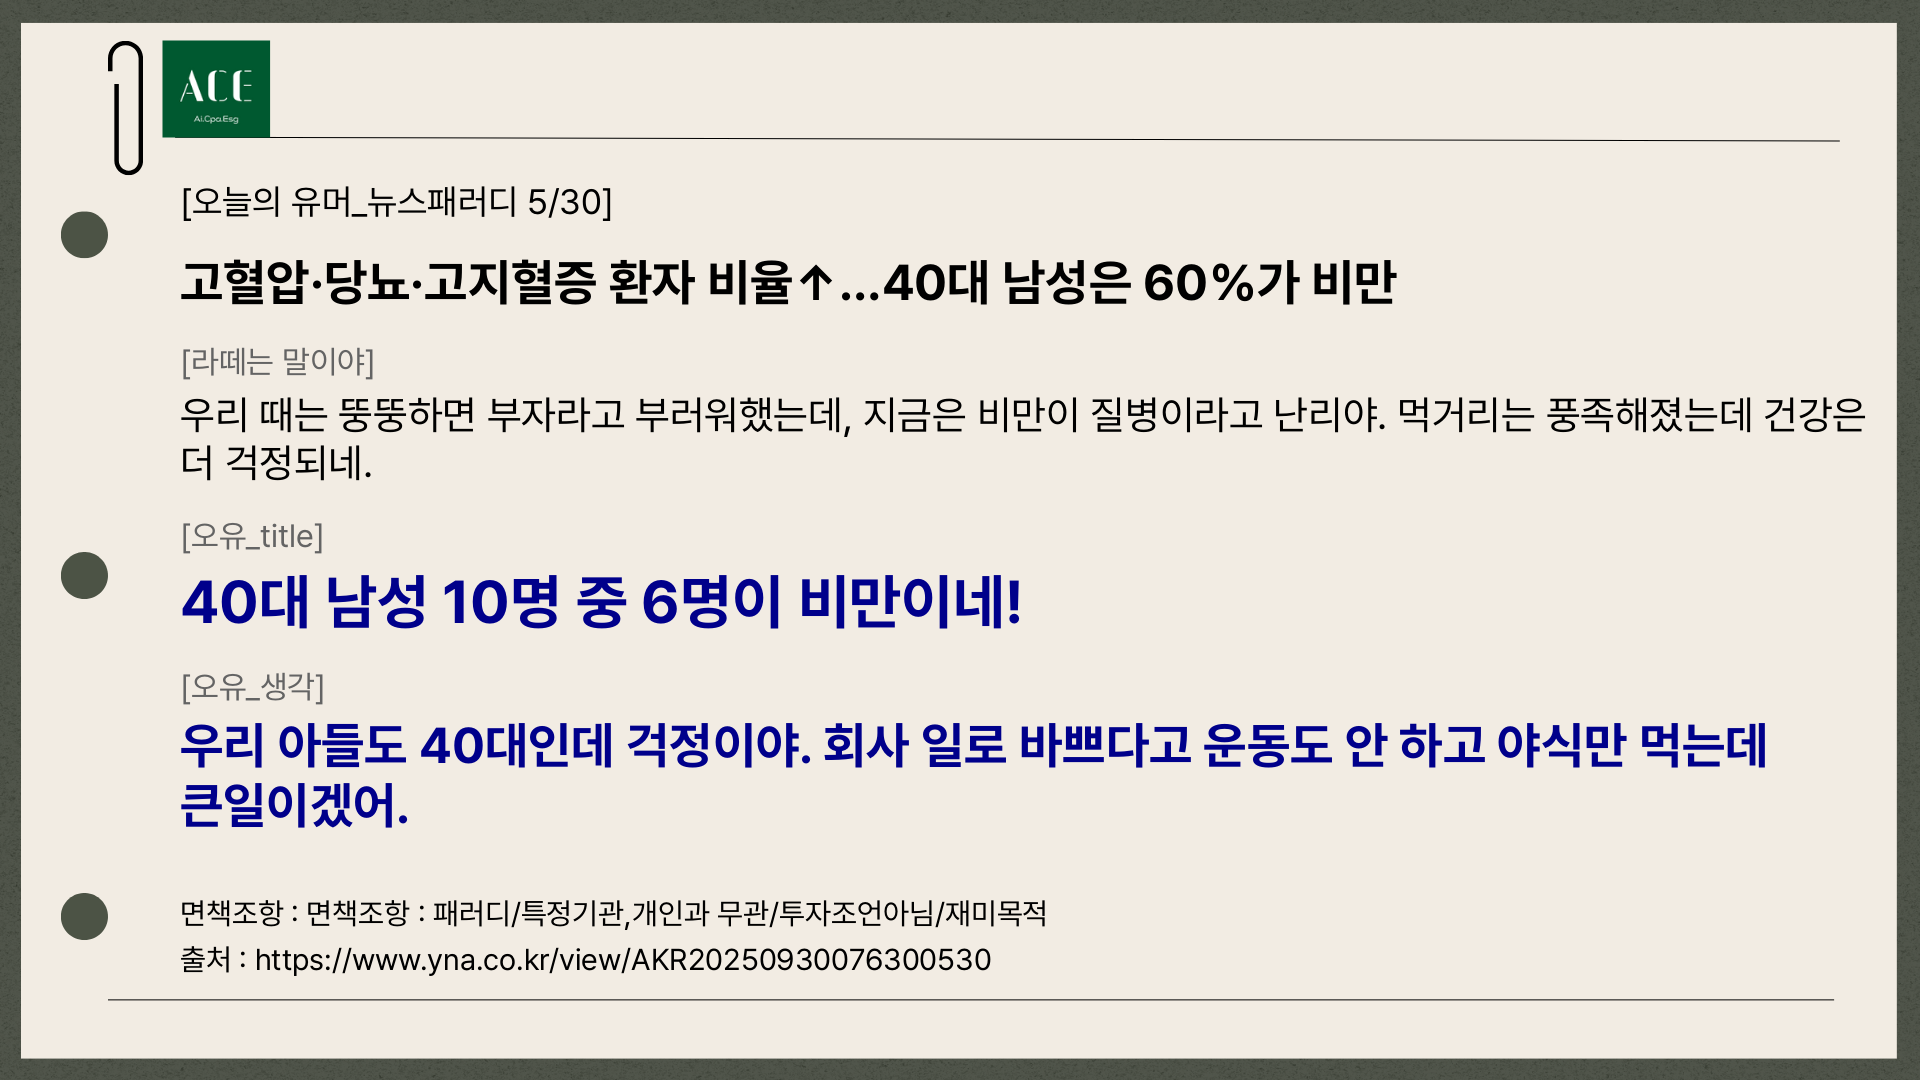 ACE
Ai.Cpa.Esg
[오늘의 유머_뉴스패러디 5/30]
고혈압·당뇨·고지혈증 환자 비율↑...40대 남성은 60%가 비만
[라떼는 말이야]
우리 때는 뚱뚱하면 부자라고 부러워했는데, 지금은 비만이 질병이라고 난리야. 먹거리는 풍족해졌는데 건강은
더 걱정되네.
[오유_title]
40대 남성 10명 중 6명이 비만이네!
[오유_생각]
우리 아들도 40대인데 걱정이야. 회사 일로 바쁘다고 운동도 안 하고 야식만 먹는데
큰일이겠어.
면책조항 : 면책조항 : 패러디/특정기관,개인과 무관/투자조언아님/재미목적
출처 : https://www.yna.co.kr/view/AKR20250930076300530